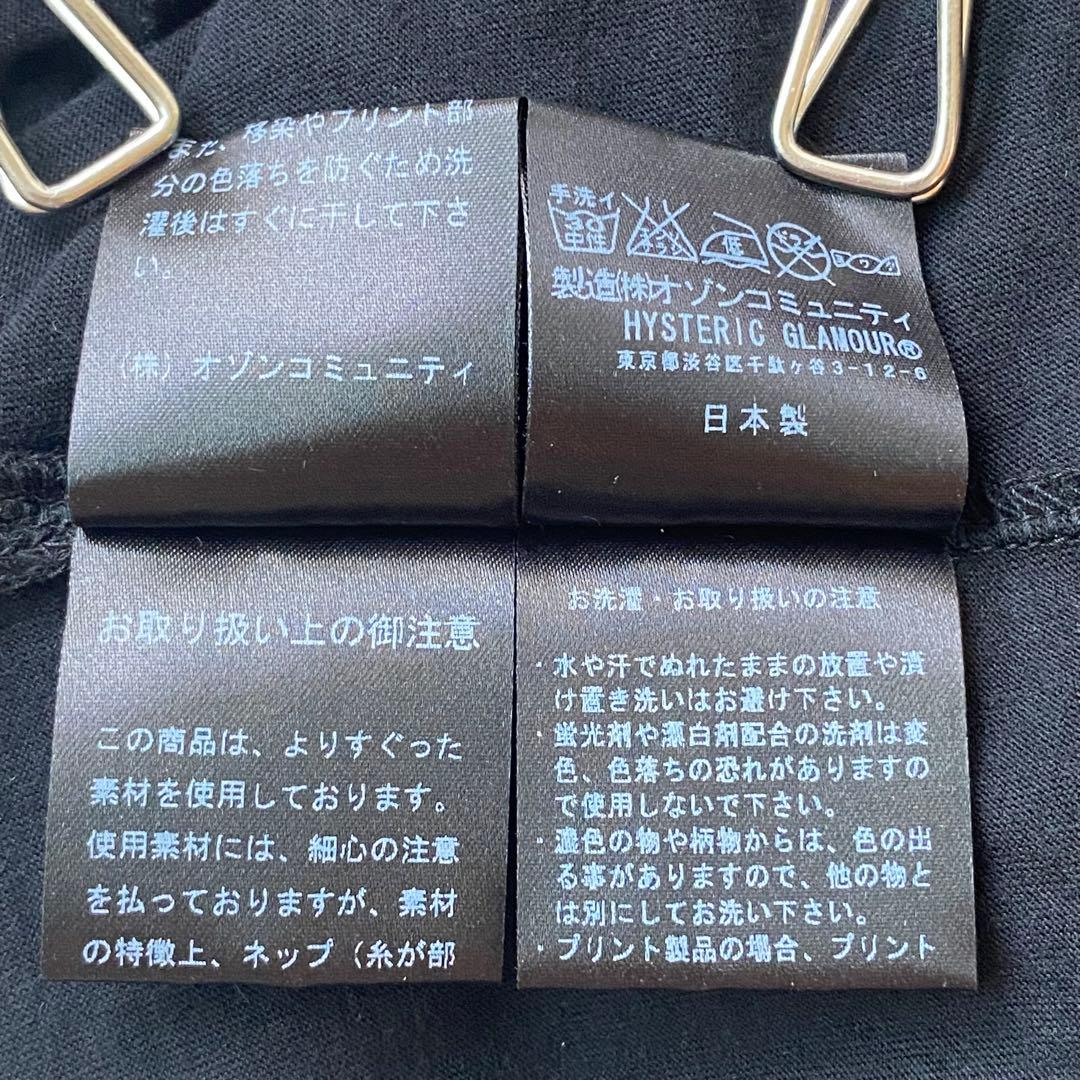 また、移染やプリント部
分の色落ちを防ぐため洗
濯後はすぐに干して下さ
い。
(株)オゾンコミュニティ
手洗イ
30
中性
エンソ
サラシ
低
ヨワク
製造(株)オゾンコミュニティ
HYSTERIC GLAMOUR®
東京都渋谷区千駄ヶ谷3-12-6
日本製
お取り扱い上の御注意
この商品は、よりすぐった
素材を使用しております。
使用素材には、細心の注意
を払っておりますが、素材
の特徴上、ネップ(糸が部
お洗濯・お取り扱いの注意
・水や汗でぬれたままの放置や漬
け置き洗いはお避け下さい。
・蛍光剤や漂白剤配合の洗剤は変
色、色落ちの恐れがありますの
で使用しないで下さい。
・濃色の物や柄物からは、色の出
る事がありますので、他の物と
は別にしてお洗い下さい。
・プリント製品の場合、プリント